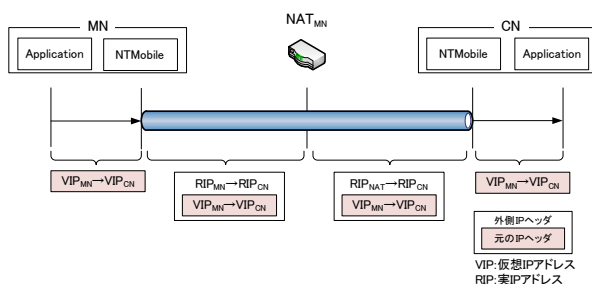 MN
NAT_MN
CN
Application
NTMobile
NTMobile
Application
VIP_MN→VIP_CN
RIP_MN→RIP_CN
VIP_MN→VIP_CN
RIP_NAT→RIP_CN
VIP_MN→VIP_CN
VIP_MN→VIP_CN
外側IPヘッダ
元のIPヘッダ
VIP:仮想IPアドレス
RIP:実IPアドレス